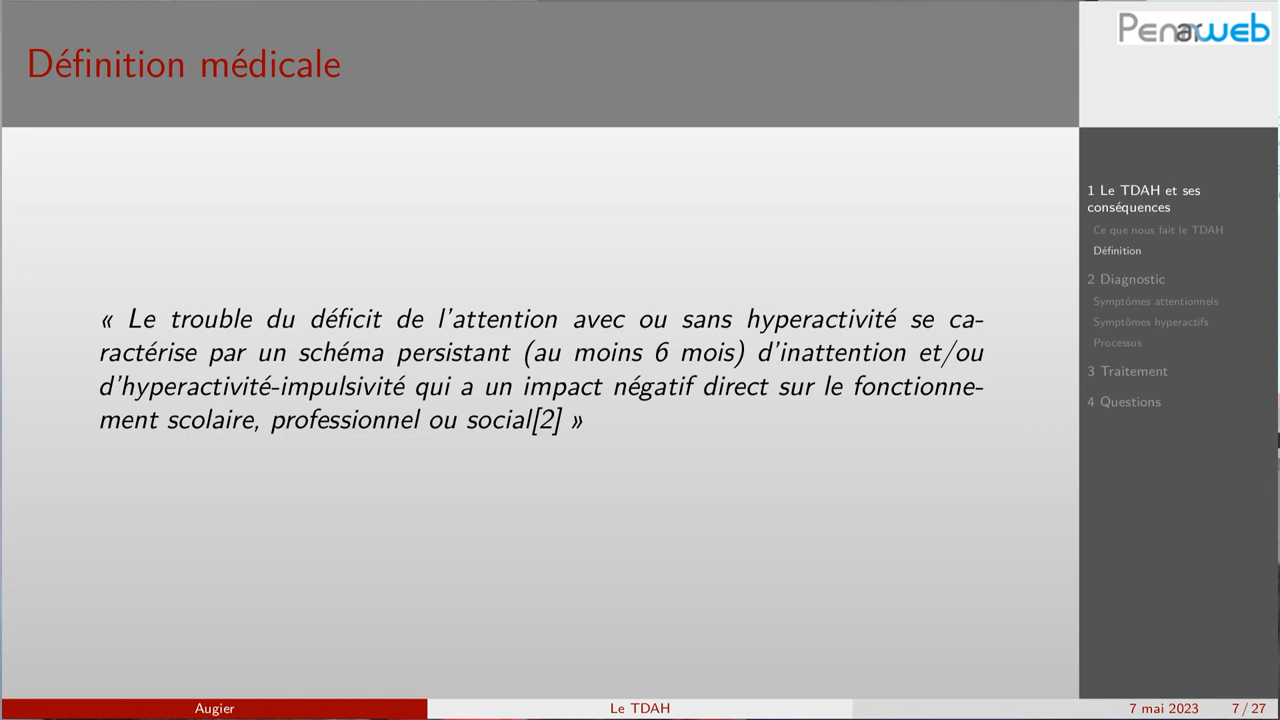 Définition médicale
Penarweb
« Le trouble du déficit de l'attention avec ou sans hyperactivité se ca-
ractérise par un schéma persistant (au moins 6 mois) d'inattention et/ou
d'hyperactivité-impulsivité qui a un impact négatif direct sur le fonctionne-
ment scolaire, professionnel ou social[2] »
1 Le TDAH et ses
conséquences
Ce que nous fait le TDAH
Définition
2 Diagnostic
Symptômes attentionnels
Symptômes hyperactifs
Processus
3 Traitement
4 Questions
Augier
Le TDAH
7 mai 2023
7 / 27